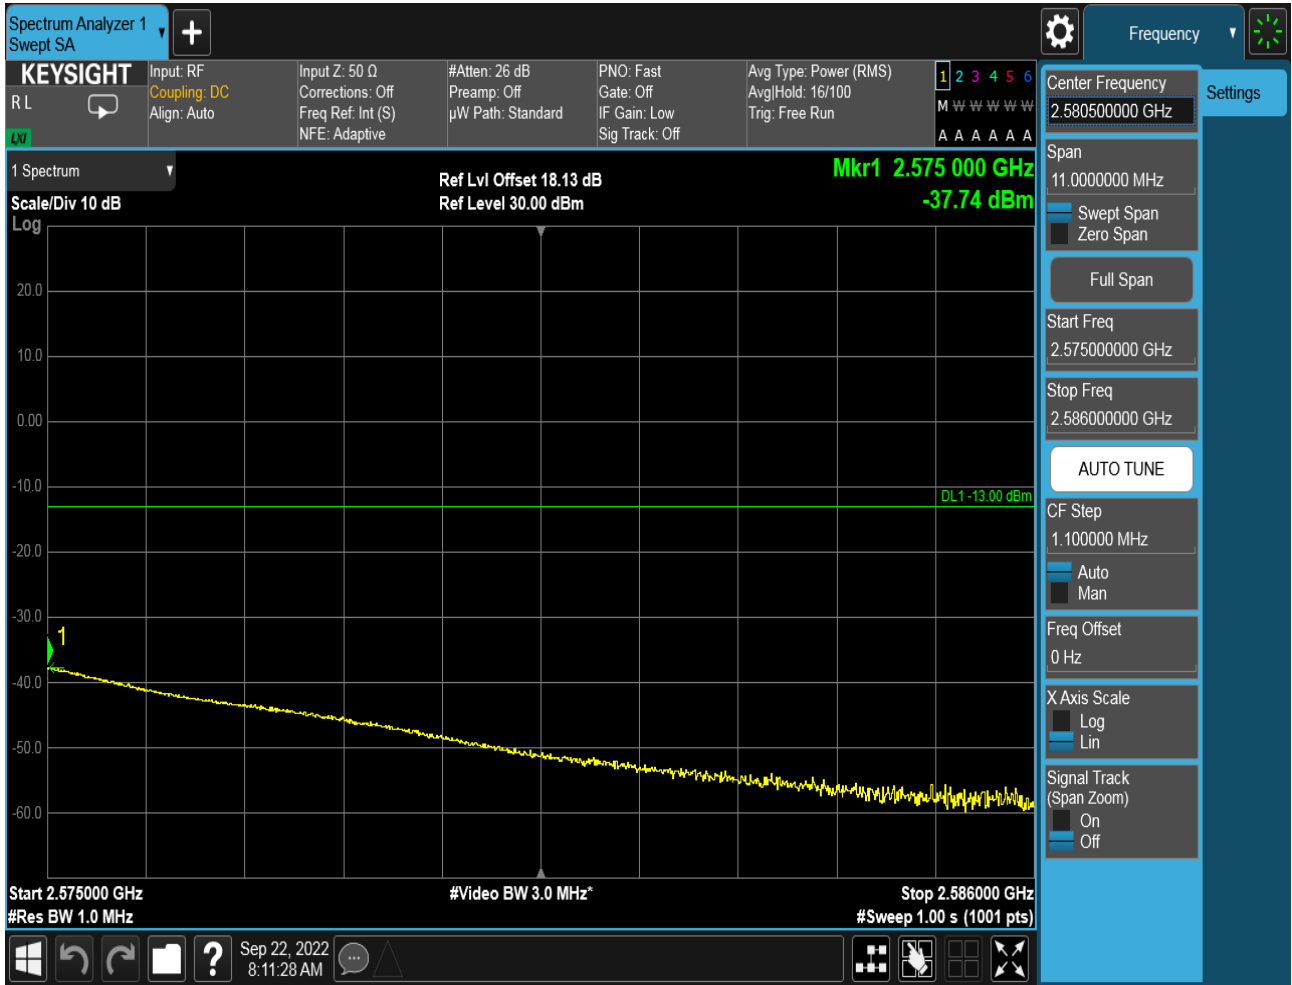 Spectrum Analyzer 1
Swept SA
Frequency
KEYSIGHT
R L
LXI
Input: RF
Coupling: DC
Align: Auto
Input Z: 50 Ω
Corrections: Off
Freq Ref: Int (S)
NFE: Adaptive
#Atten: 26 dB
Preamp: Off
µW Path: Standard
PNO: Fast
Gate: Off
IF Gain: Low
Sig Track: Off
Avg Type: Power (RMS)
Avg|Hold: 16/100
Trig: Free Run
1 2 3 4 5 6
M W W W W W
A A A A A A
1 Spectrum
Scale/Div 10 dB
Log
Ref Lvl Offset 18.13 dB
Ref Level 30.00 dBm
Mkr1 2.575 000 GHz
-37.74 dBm
20.0
10.0
0.00
-10.0
DL1 -13.00 dBm
-20.0
-30.0
1
-40.0
-50.0
-60.0
Start 2.575000 GHz
#Res BW 1.0 MHz
#Video BW 3.0 MHz*
Stop 2.586000 GHz
#Sweep 1.00 s (1001 pts)
Center Frequency
2.580500000 GHz
Settings
Span
11.0000000 MHz
Swept Span
Zero Span
Full Span
Start Freq
2.575000000 GHz
Stop Freq
2.586000000 GHz
AUTO TUNE
CF Step
1.100000 MHz
Auto
Man
Freq Offset
0 Hz
X Axis Scale
Log
Lin
Signal Track
(Span Zoom)
On
Off
?
Sep 22, 2022
8:11:28 AM